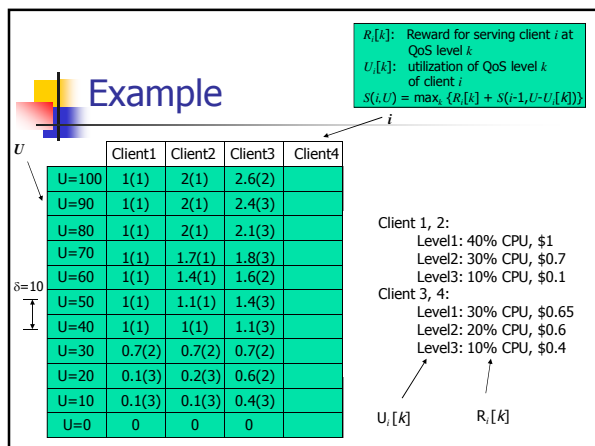 Rᵢ[k]: Reward for serving client i at
QoS level k
Uᵢ[k]: utilization of QoS level k
of client i
S(i,U) = maxₖ {Rᵢ[k] + S(i-1,U-Uᵢ[k])}
Example
i
U
Client1 Client2 Client3 Client4
U=100 1(1) 2(1) 2.6(2)
U=90 1(1) 2(1) 2.4(3)
U=80 1(1) 2(1) 2.1(3)
U=70 1(1) 1.7(1) 1.8(3)
U=60 1(1) 1.4(1) 1.6(2)
U=50 1(1) 1.1(1) 1.4(3)
U=40 1(1) 1(1) 1.1(3)
U=30 0.7(2) 0.7(2) 0.7(2)
U=20 0.1(3) 0.2(3) 0.6(2)
U=10 0.1(3) 0.1(3) 0.4(3)
U=0 0 0 0
δ=10
Client 1, 2:
Level1: 40% CPU, $1
Level2: 30% CPU, $0.7
Level3: 10% CPU, $0.1
Client 3, 4:
Level1: 30% CPU, $0.65
Level2: 20% CPU, $0.6
Level3: 10% CPU, $0.4
Uᵢ[k] Rᵢ[k]